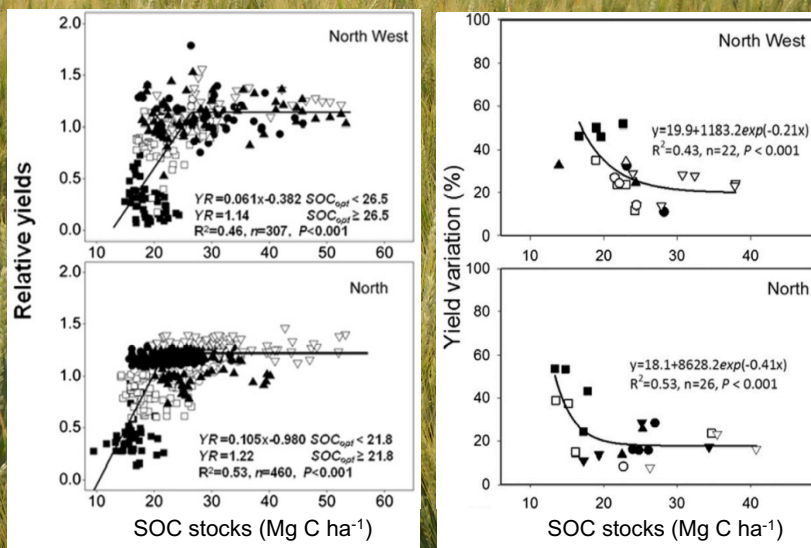 Relative yields
2.0
North West
1.5
1.0
0.5
0.0
YR=0.061x-0.382 SOCopt < 26.5
YR=1.14 SOCopt ≥ 26.5
R²=0.46, n=307, P<0.001
10 20 30 40 50 60
2.0
North
1.5
1.0
0.5
0.0
YR=0.105x-0.980 SOCopt < 21.8
YR=1.22 SOCopt ≥ 21.8
R²=0.53, n=460, P<0.001
10 20 30 40 50 60
SOC stocks (Mg C ha⁻¹)
Yield variation (%)
100
North West
80
60
40
20
0
y=19.9+1183.2exp(-0.21x)
R²=0.43, n=22, P < 0.001
10 20 30 40
100
North
80
60
40
20
0
y=18.1+8628.2exp(-0.41x)
R²=0.53, n=26, P < 0.001
10 20 30 40
SOC stocks (Mg C ha⁻¹)